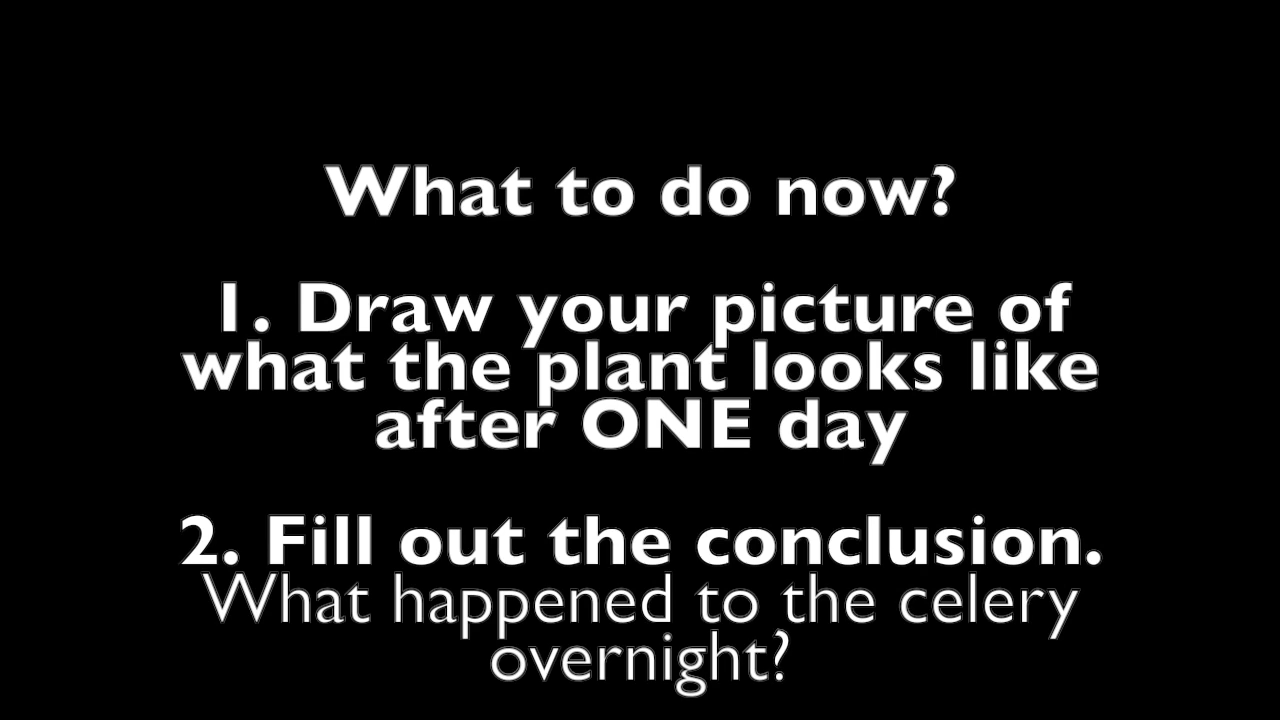 What to do now?
1. Draw your picture of
what the plant looks like
after ONE day
2. Fill out the conclusion.
What happened to the celery
overnight?